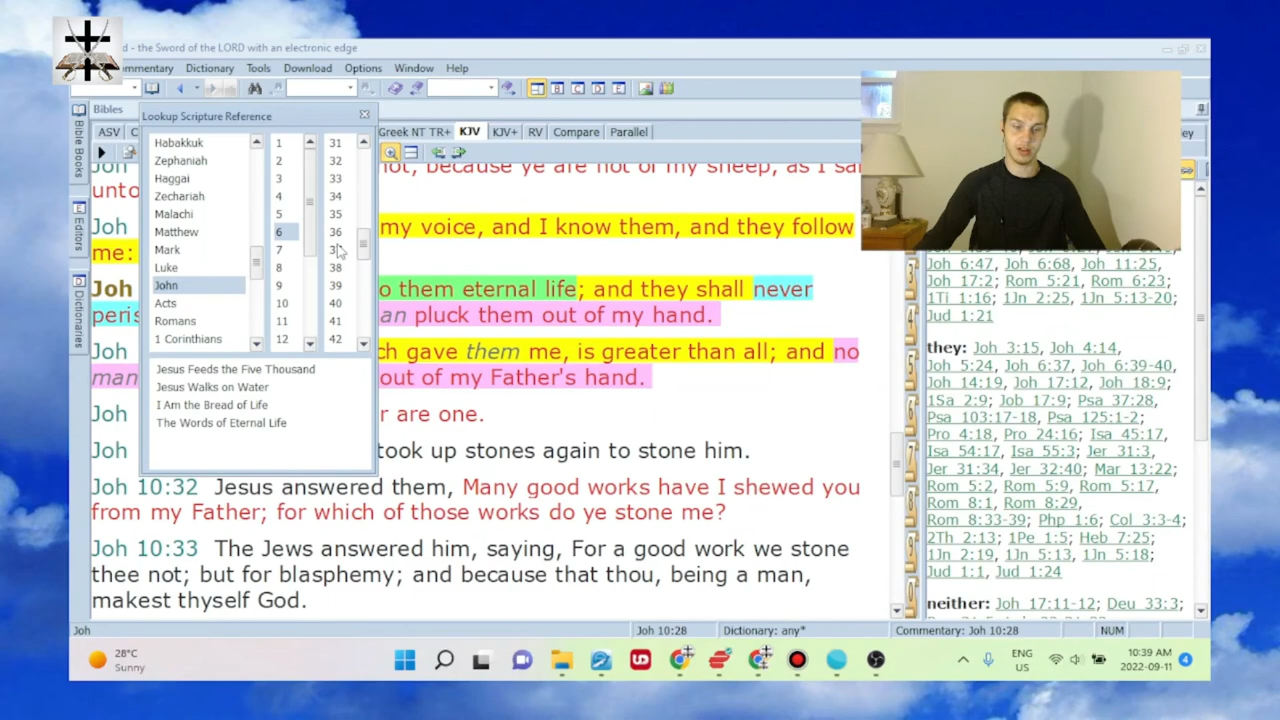 d - the Sword of the LORD with an electronic edge
mmentary Dictionary Tools Download Options Window Help
Bibles
Lookup Scripture Reference
ASV C Greek NT TR+ KJV KJV+ RV Compare Parallel
Bible Books
Editors
Dictionaries
Habakkuk 1 31
Zephaniah 2 32
Haggai 3 33
Zechariah 4 34
Malachi 5 35
Matthew 6 36
Mark 7 3
Luke 8 38
John 9 39
Acts 10 40
Romans 11 41
1 Corinthians 12 42
Jesus Feeds the Five Thousand
Jesus Walks on Water
I Am the Bread of Life
The Words of Eternal Life
not, because ye are not of my sheep, as I sai
unto
Joh my voice, and I know them, and they follow
me:
Joh o them eternal life; and they shall never
peris an pluck them out of my hand.
Joh ch gave them me, is greater than all; and no
man out of my Father's hand.
Joh r are one.
Joh took up stones again to stone him.
Joh 10:32 Jesus answered them, Many good works have I shewed you
from my Father; for which of those works do ye stone me?
Joh 10:33 The Jews answered him, saying, For a good work we stone
thee not; but for blasphemy; and because that thou, being a man,
makest thyself God.
ey
Joh 6:47, Joh 6:68, Joh 11:25,
Joh 17:2; Rom 5:21, Rom 6:23;
1Ti 1:16; 1Jn 2:25, 1Jn 5:13-20;
Jud 1:21
they: Joh 3:15, Joh 4:14,
Joh 5:24, Joh 6:37, Joh 6:39-40,
Joh 14:19, Joh 17:12, Joh 18:9;
1Sa 2:9; Job 17:9; Psa 37:28,
Psa 103:17-18, Psa 125:1-2;
Pro 4:18, Pro 24:16; Isa 45:17,
Isa 54:17, Isa 55:3; Jer 31:3,
Jer 31:34, Jer 32:40; Mar 13:22;
Rom 5:2, Rom 5:9, Rom 5:17,
Rom 8:1, Rom 8:29,
Rom 8:33-39; Php 1:6; Col 3:3-4;
2Th 2:13; 1Pe 1:5; Heb 7:25;
1Jn 2:19, 1Jn 5:13, 1Jn 5:18;
Jud 1:1, Jud 1:24
neither: Joh 17:11-12; Deu 33:3;
Joh Joh 10:28 Dictionary: any* Commentary: Joh 10:28 NUM
28°C
Sunny
UD
ENG
US
10:39 AM
2022-09-11
4